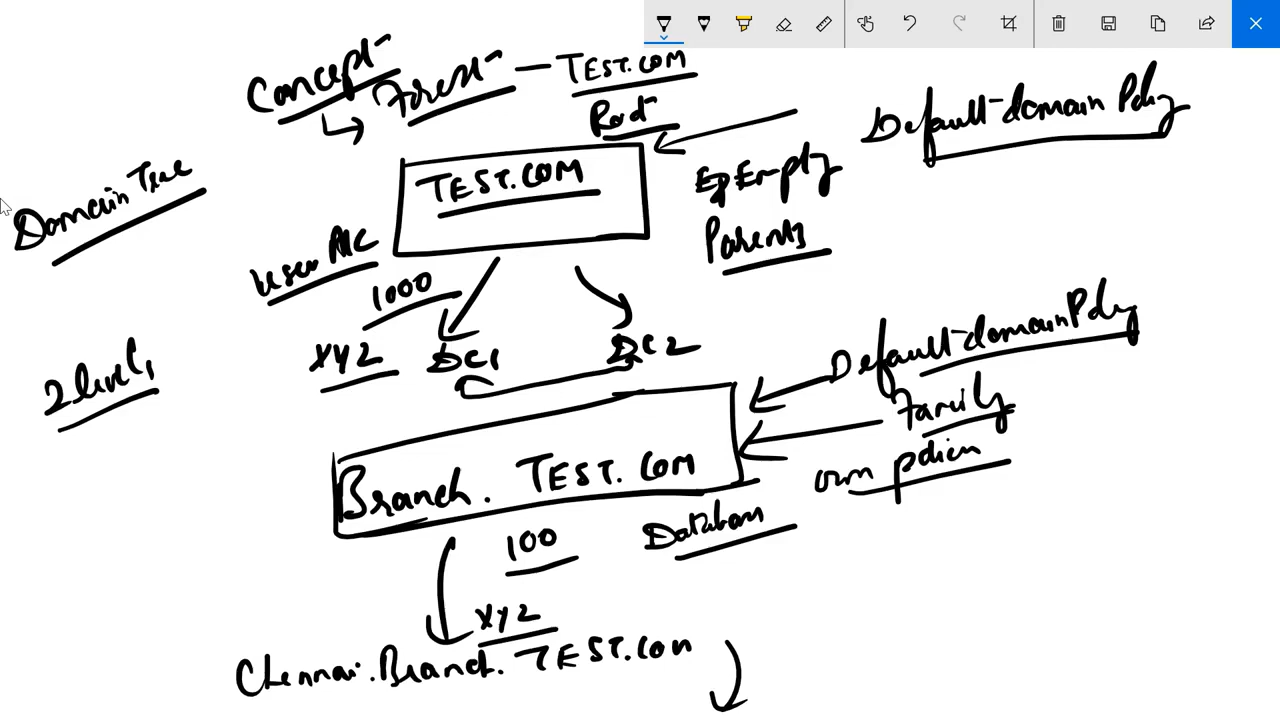 Concept Forest - TEST.COM
Root
Default domain Policy
Domain Tree
TEST.COM
Empty
Parents
User A/C
1000
XYZ DC1 DC2
2 level,
Default domain Policy
Family
own policies
Branch. TEST.COM
Database
100
XYZ
Chennai.Branch.TEST.COM